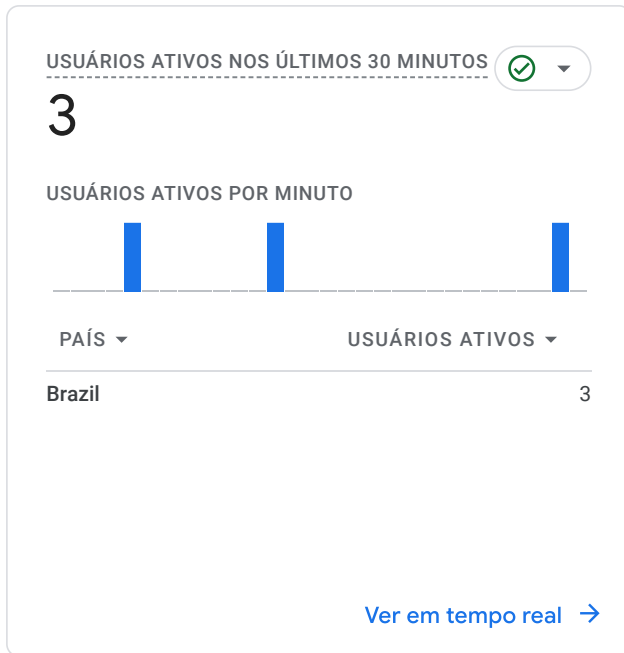 USUÁRIOS ATIVOS NOS ÚLTIMOS 30 MINUTOS
3
USUÁRIOS ATIVOS POR MINUTO
PAÍS USUÁRIOS ATIVOS
Brazil 3
Ver em tempo real